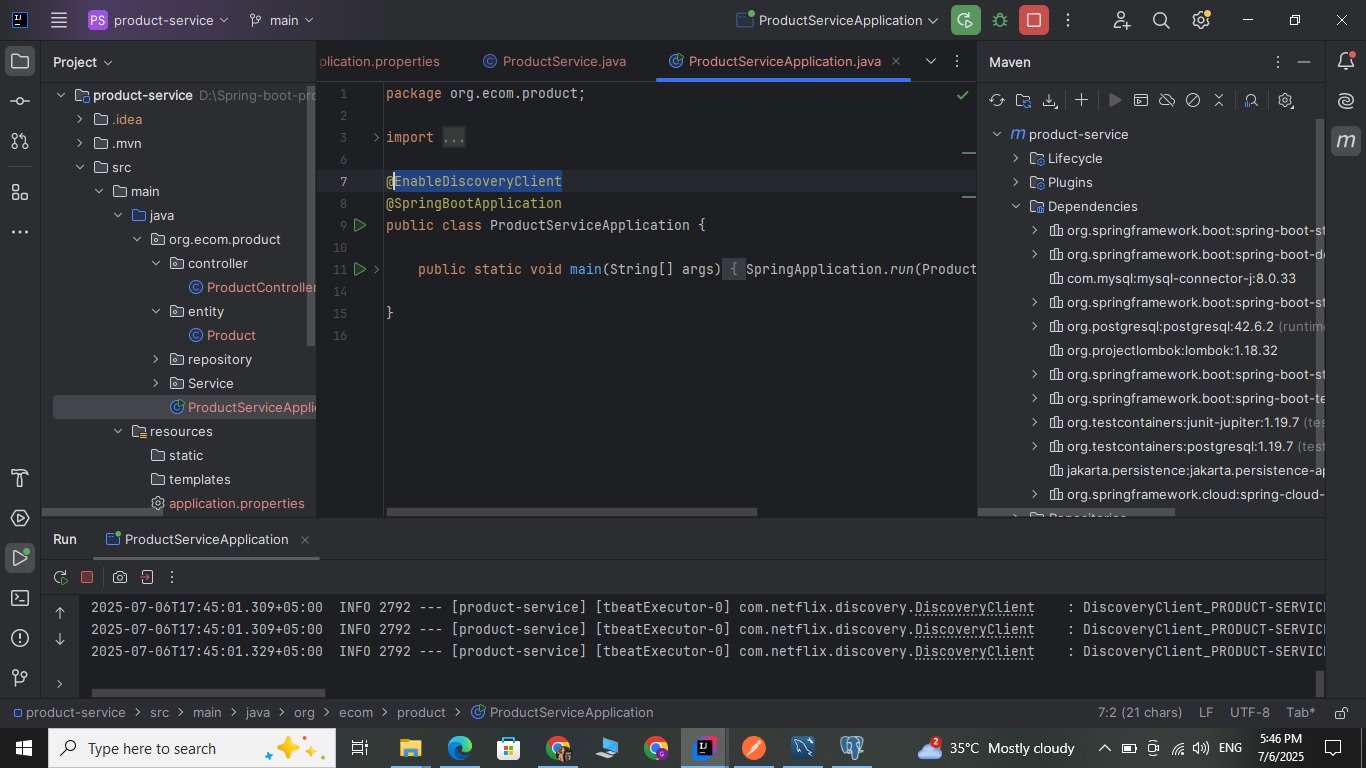 PS product-service main ProductServiceApplication
Project
product-service D:\Spring-boot-pro
.idea
.mvn
src
main
java
org.ecom.product
controller
ProductController
entity
Product
repository
Service
ProductServiceAppli
resources
static
templates
application.properties
plication.properties ProductService.java ProductServiceApplication.java
1 package org.ecom.product;
2
3 import ...
6
7 @EnableDiscoveryClient
8 @SpringBootApplication
9 public class ProductServiceApplication {
10
11 public static void main(String[] args) { SpringApplication.run(Product
14
15 }
16
Maven
m product-service
Lifecycle
Plugins
Dependencies
org.springframework.boot:spring-boot-st
org.springframework.boot:spring-boot-de
com.mysql:mysql-connector-j:8.0.33
org.springframework.boot:spring-boot-st
org.postgresql:postgresql:42.6.2 (runtim
org.projectlombok:lombok:1.18.32
org.springframework.boot:spring-boot-st
org.springframework.boot:spring-boot-te
org.testcontainers:junit-jupiter:1.19.7 (tes
org.testcontainers:postgresql:1.19.7 (test
jakarta.persistence:jakarta.persistence-ap
org.springframework.cloud:spring-cloud-
m
Run ProductServiceApplication
2025-07-06T17:45:01.309+05:00 INFO 2792 --- [product-service] [tbeatExecutor-0] com.netflix.discovery.DiscoveryClient : DiscoveryClient_PRODUCT-SERVIC
2025-07-06T17:45:01.309+05:00 INFO 2792 --- [product-service] [tbeatExecutor-0] com.netflix.discovery.DiscoveryClient : DiscoveryClient_PRODUCT-SERVIC
2025-07-06T17:45:01.329+05:00 INFO 2792 --- [product-service] [tbeatExecutor-0] com.netflix.discovery.DiscoveryClient : DiscoveryClient_PRODUCT-SERVIC
product-service > src > main > java > org > ecom > product > ProductServiceApplication 7:2 (21 chars) LF UTF-8 Tab*
Type here to search 2 35°C Mostly cloudy ENG 5:46 PM
7/6/2025